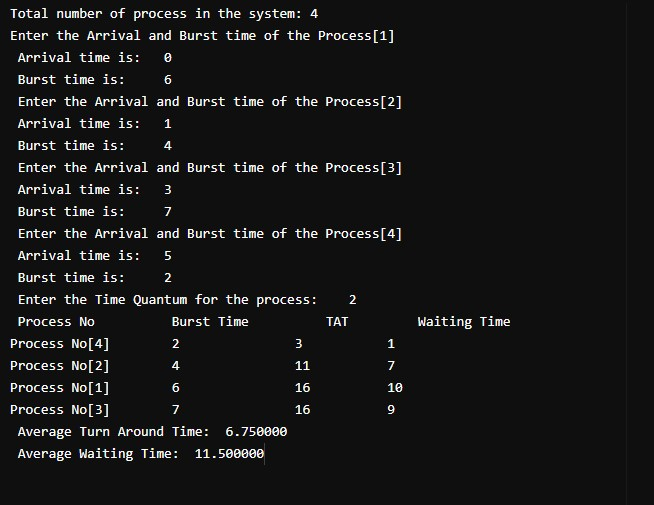 Total number of process in the system: 4
Enter the Arrival and Burst time of the Process[1]
Arrival time is:   0
Burst time is:     6
Enter the Arrival and Burst time of the Process[2]
Arrival time is:   1
Burst time is:     4
Enter the Arrival and Burst time of the Process[3]
Arrival time is:   3
Burst time is:     7
Enter the Arrival and Burst time of the Process[4]
Arrival time is:   5
Burst time is:     2
Enter the Time Quantum for the process:    2
Process No          Burst Time          TAT         Waiting Time
Process No[4]        2               3           1
Process No[2]        4               11          7
Process No[1]        6               16          10
Process No[3]        7               16          9
Average Turn Around Time:  6.750000
Average Waiting Time:  11.500000